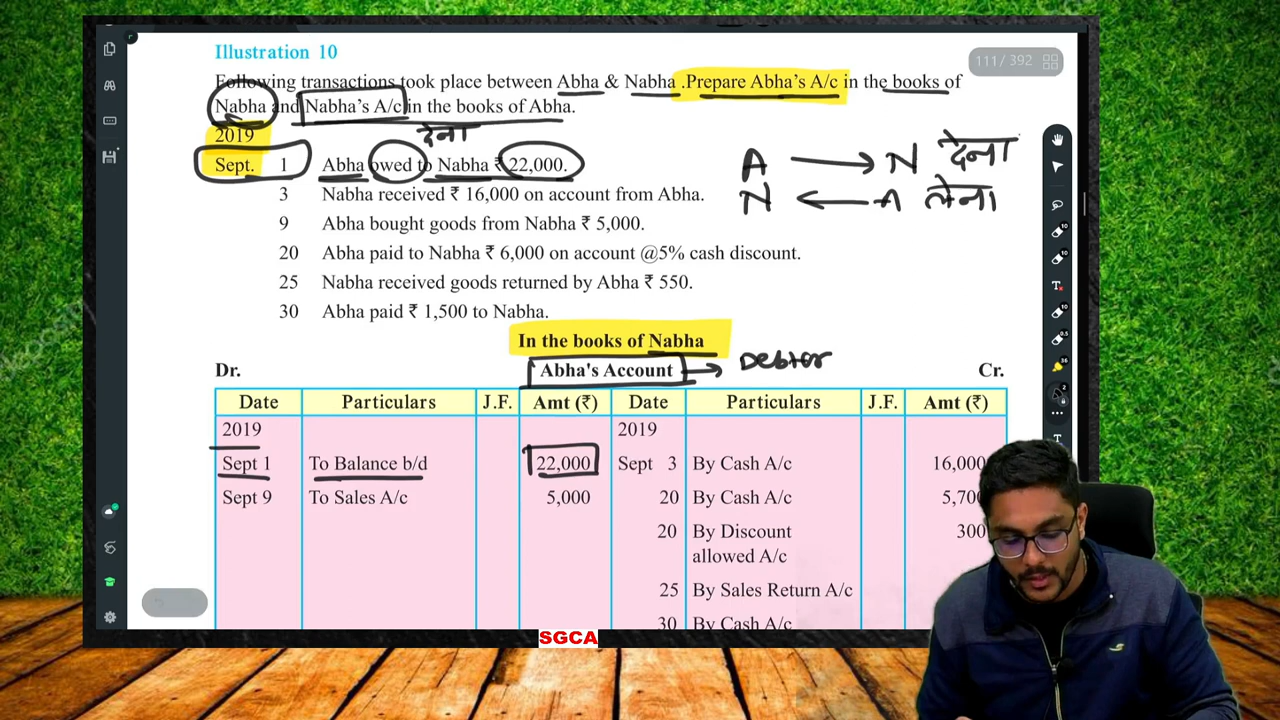 Illustration 10
111 / 392
Following transactions took place between Abha & Nabha .Prepare Abha's A/c in the books of
Nabha and Nabha's A/c in the books of Abha.
2019
देना
Sept. 1 Abha owed to Nabha ₹ 22,000.
A → N देना
3 Nabha received ₹ 16,000 on account from Abha.
N ← A लेना
9 Abha bought goods from Nabha ₹ 5,000.
20 Abha paid to Nabha ₹ 6,000 on account @5% cash discount.
25 Nabha received goods returned by Abha ₹ 550.
30 Abha paid ₹ 1,500 to Nabha.
In the books of Nabha
Dr. Abha's Account → Debtor Cr.
Date Particulars J.F. Amt (₹) Date Particulars J.F. Amt (₹)
2019 2019
Sept 1 To Balance b/d 22,000 Sept 3 By Cash A/c 16,000
Sept 9 To Sales A/c 5,000 20 By Cash A/c 5,700
20 By Discount 300
allowed A/c
25 By Sales Return A/c
30 By Cash A/c
SGCA